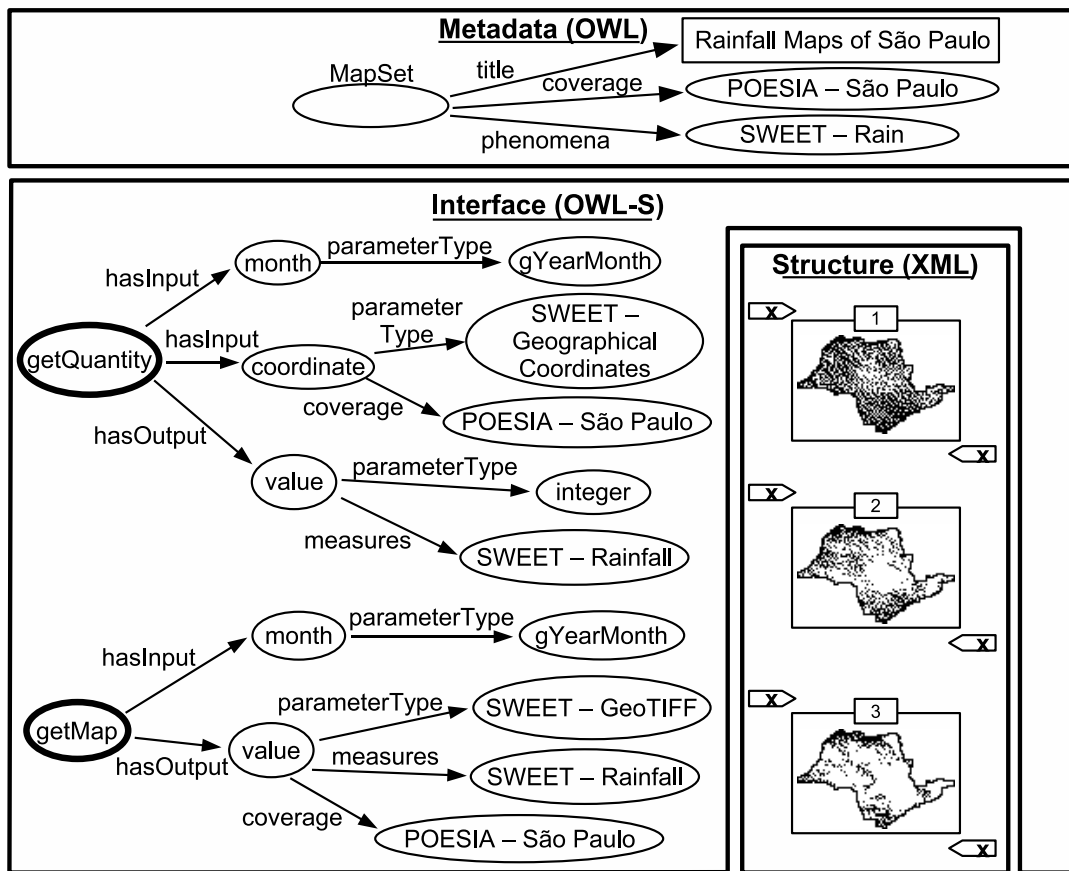 Metadata (OWL)
MapSet
title
Rainfall Maps of São Paulo
coverage
POESIA – São Paulo
phenomena
SWEET – Rain
Interface (OWL-S)
getQuantity
hasInput
month
parameterType
gYearMonth
hasInput
coordinate
parameter
Type
SWEET –
Geographical
Coordinates
coverage
POESIA – São Paulo
hasOutput
value
parameterType
integer
measures
SWEET – Rainfall
getMap
hasInput
month
parameterType
gYearMonth
hasOutput
value
parameterType
SWEET – GeoTIFF
measures
SWEET – Rainfall
coverage
POESIA – São Paulo
Structure (XML)
x
1
x
x
2
x
x
3
x